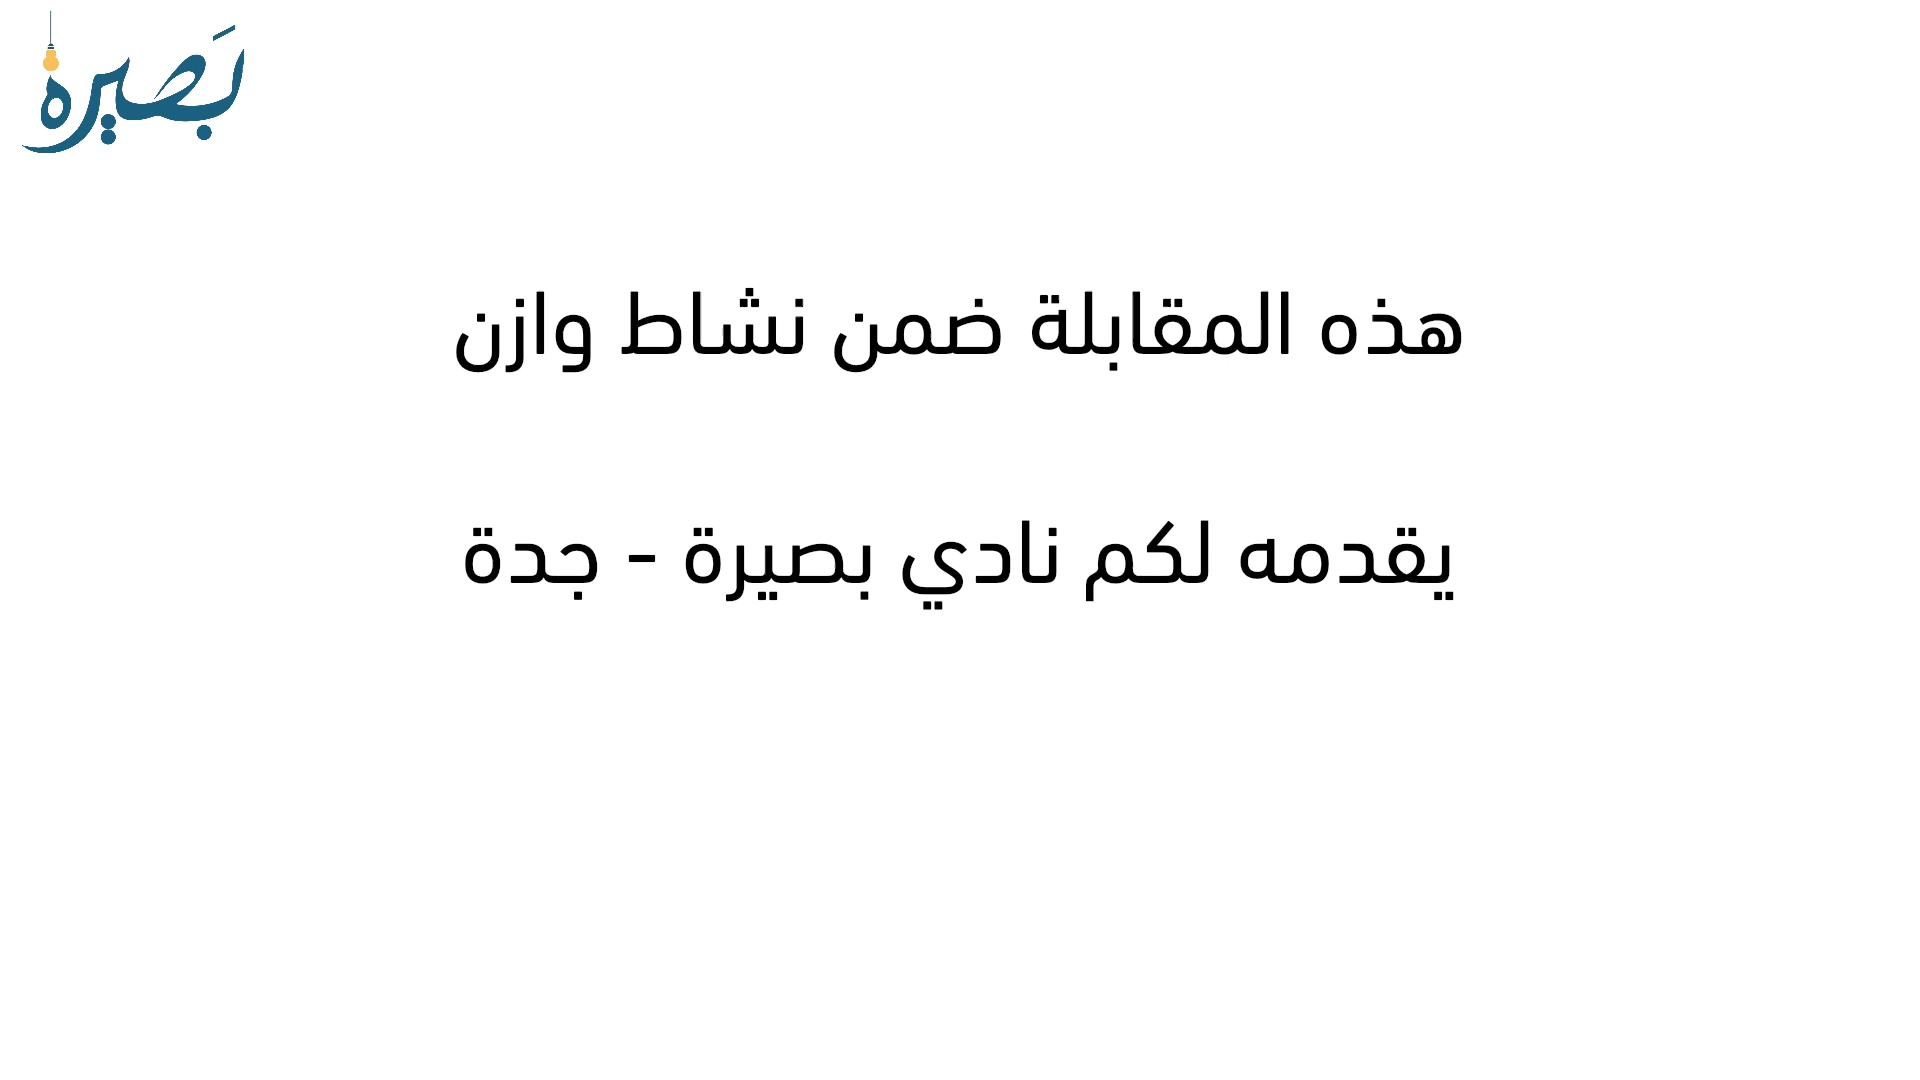 بَصيرة
هذه المقابلة ضمن نشاط وازن
يقدمه لكم نادي بصيرة - جدة